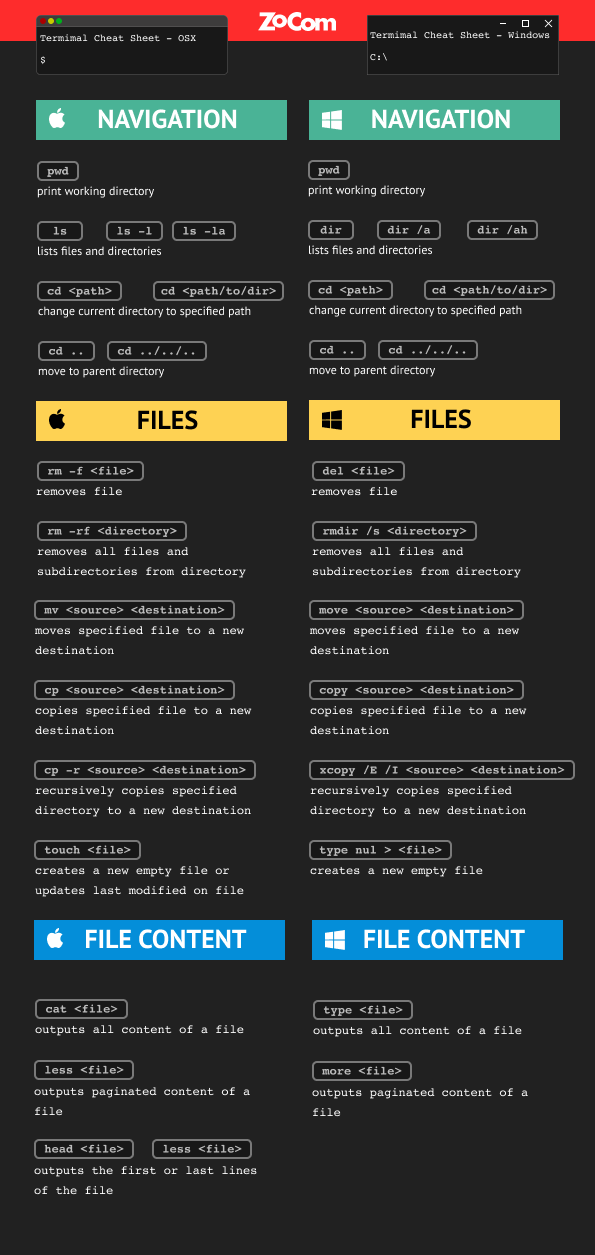 ZoCom
Termimal Cheat Sheet - OSX
$
Termimal Cheat Sheet - Windows
C:\
NAVIGATION
pwd
print working directory
ls ls -l ls -la
lists files and directories
cd <path> cd <path/to/dir>
change current directory to specified path
cd .. cd ../../..
move to parent directory
FILES
rm -f <file>
removes file
rm -rf <directory>
removes all files and
subdirectories from directory
mv <source> <destination>
moves specified file to a new
destination
cp <source> <destination>
copies specified file to a new
destination
cp -r <source> <destination>
recursively copies specified
directory to a new destination
touch <file>
creates a new empty file or
updates last modified on file
FILE CONTENT
cat <file>
outputs all content of a file
less <file>
outputs paginated content of a
file
head <file> less <file>
outputs the first or last lines
of the file
NAVIGATION
pwd
print working directory
dir dir /a dir /ah
lists files and directories
cd <path> cd <path/to/dir>
change current directory to specified path
cd .. cd ../../..
move to parent directory
FILES
del <file>
removes file
rmdir /s <directory>
removes all files and
subdirectories from directory
move <source> <destination>
moves specified file to a new
destination
copy <source> <destination>
copies specified file to a new
destination
xcopy /E /I <source> <destination>
recursively copies specified
directory to a new destination
type nul > <file>
creates a new empty file
FILE CONTENT
type <file>
outputs all content of a file
more <file>
outputs paginated content of a
file